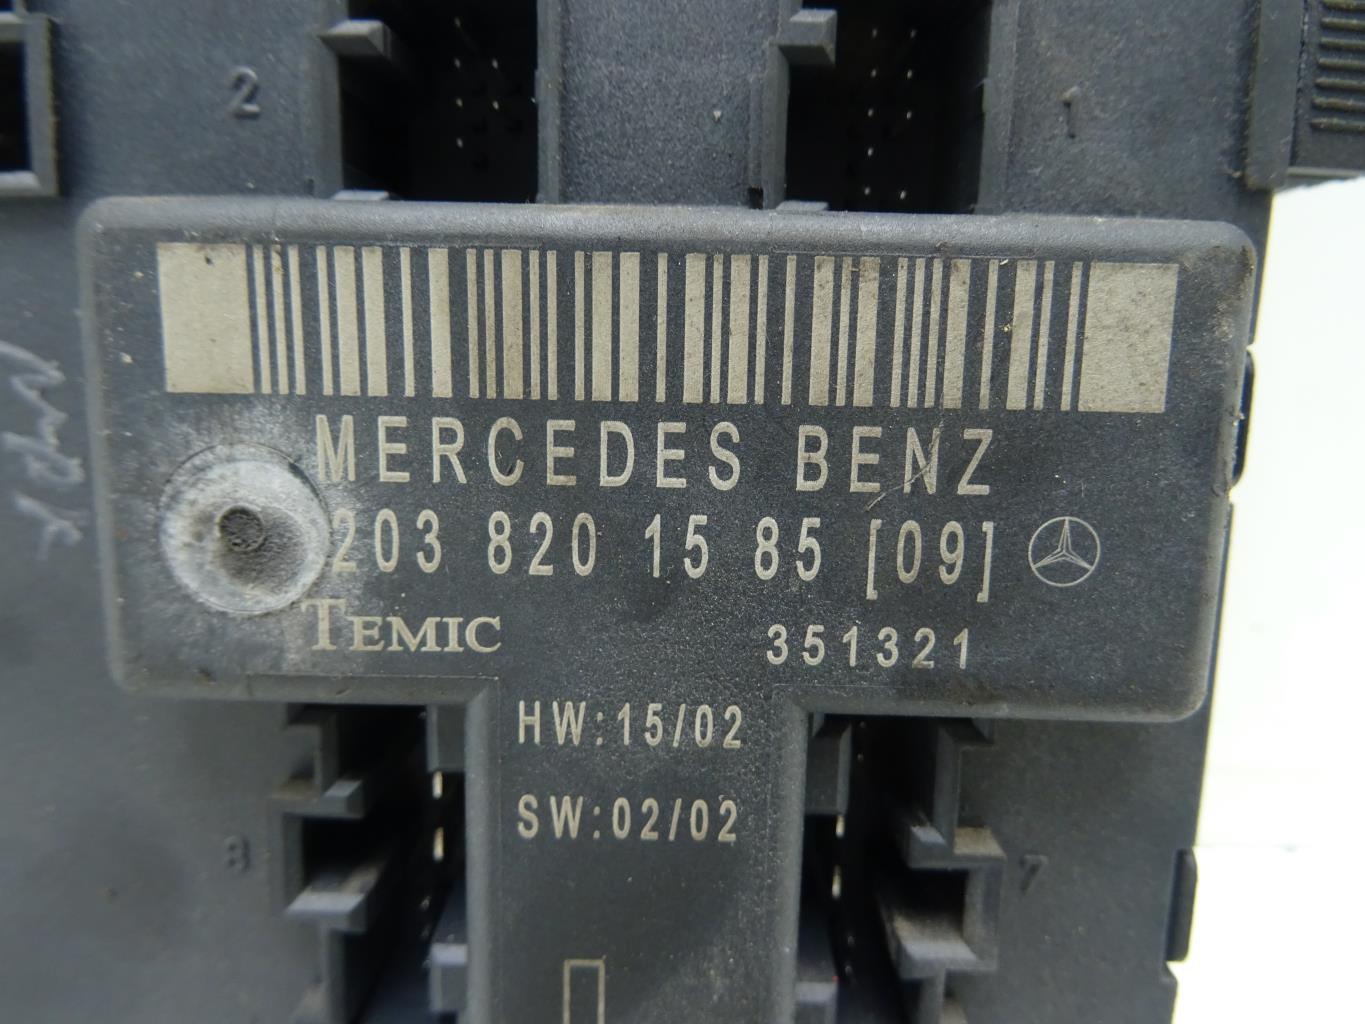 2
1
MERCEDES BENZ
203 820 15 85 [09]
TEMIC
351321
HW:15/02
SW:02/02
8
7